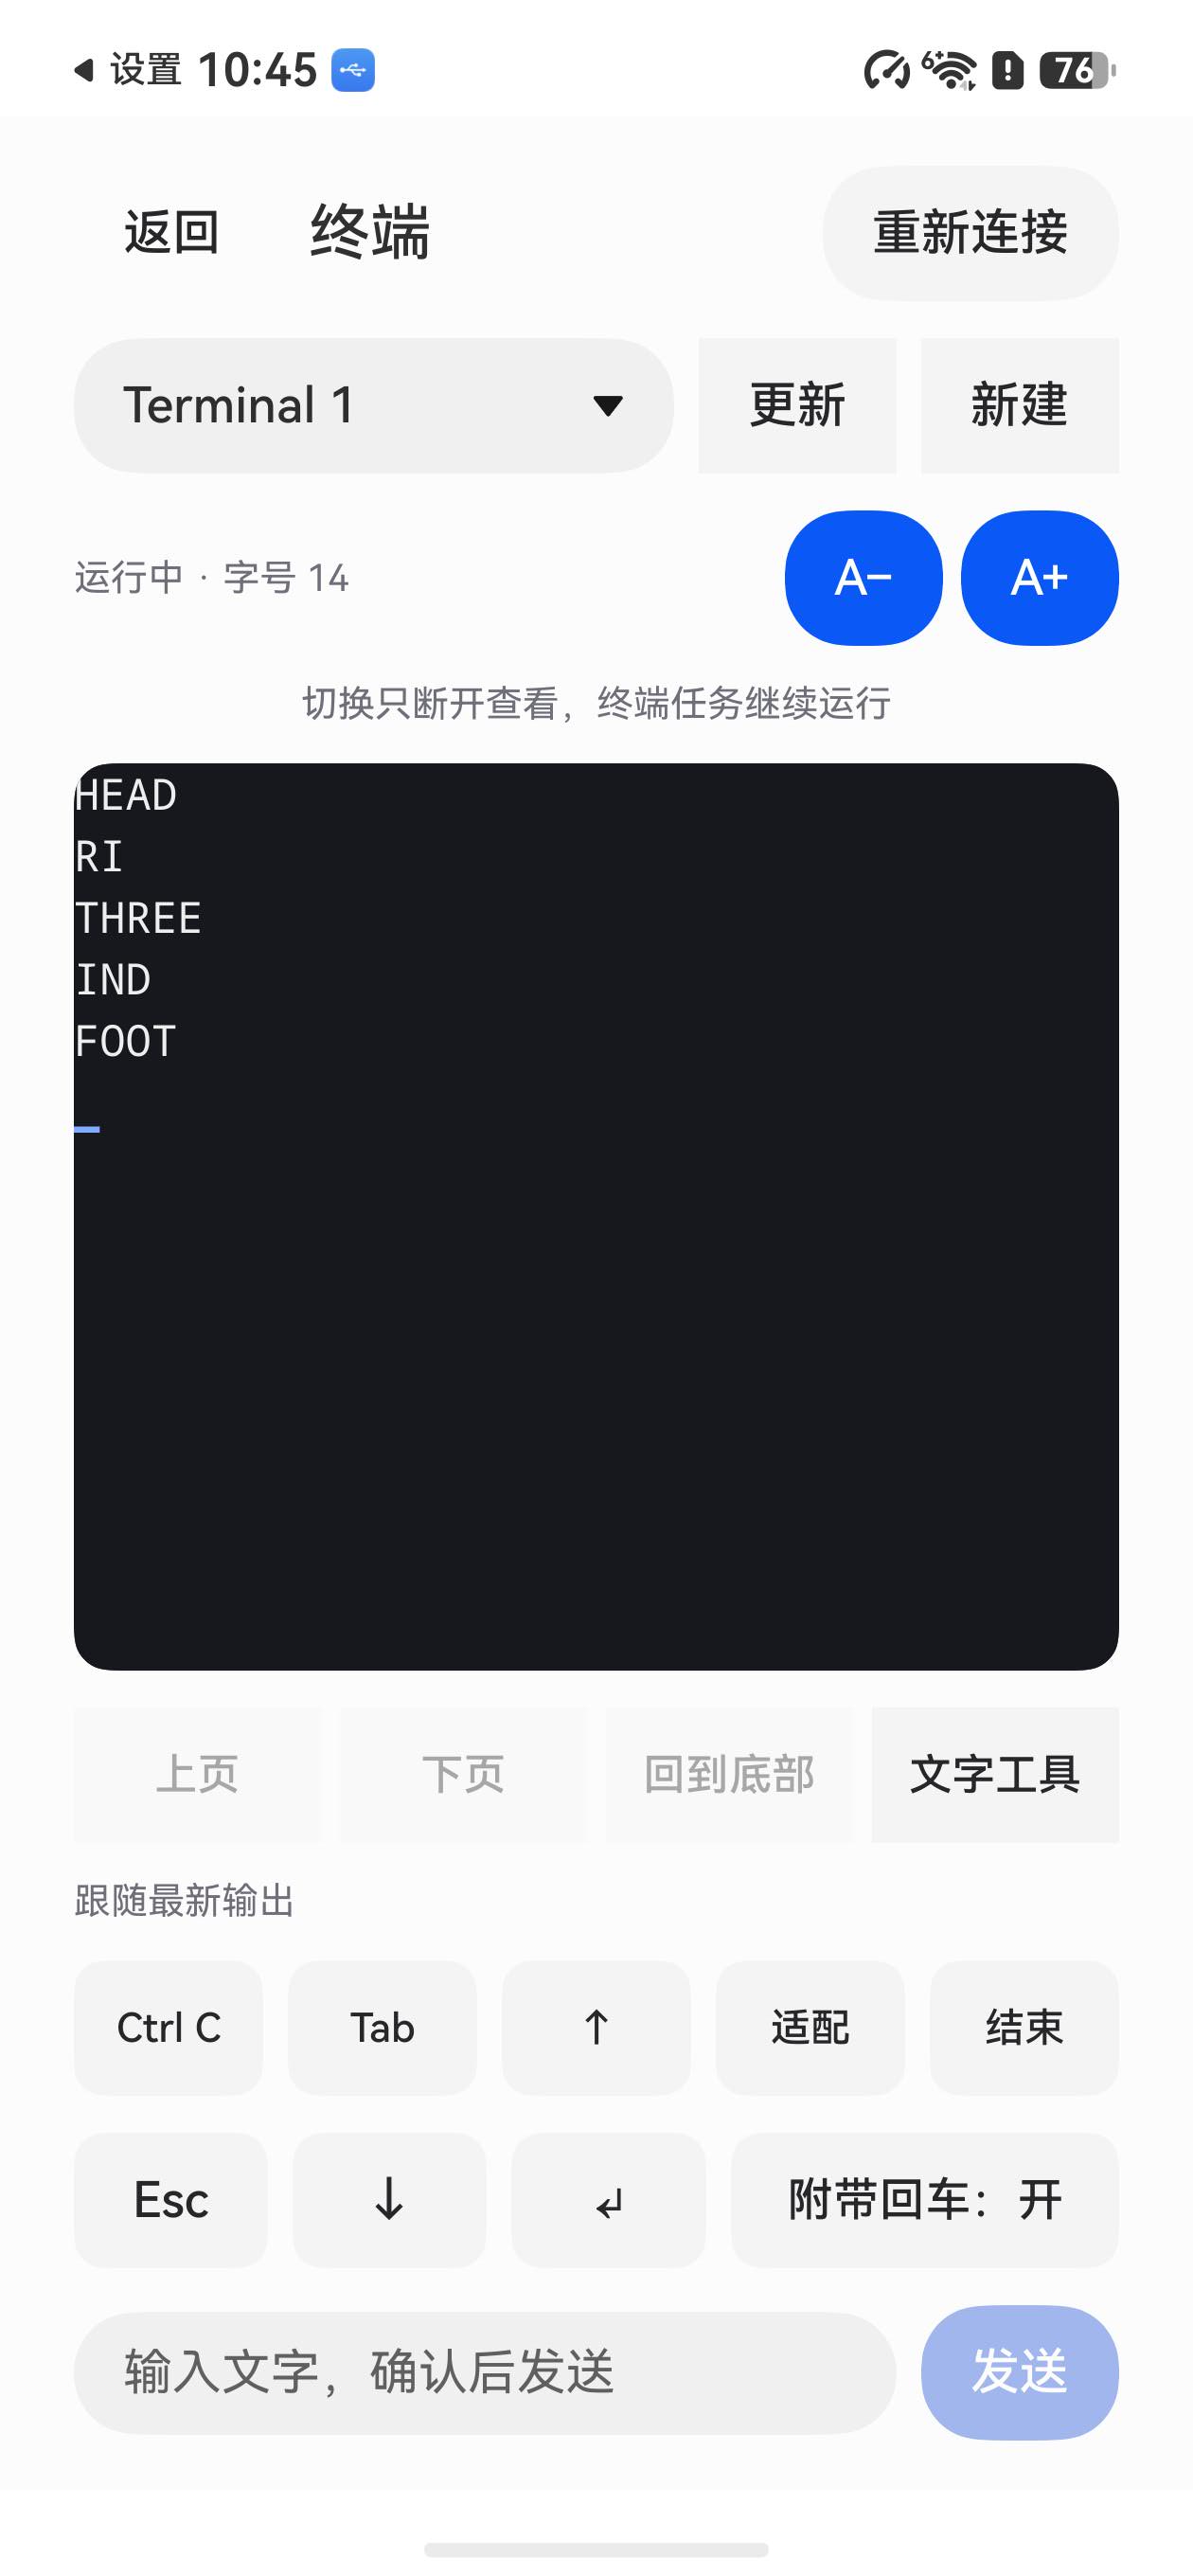 设置 10:45 6+ 76
返回 终端 重新连接
Terminal 1 更新 新建
运行中 · 字号 14 A− A+
切换只断开查看，终端任务继续运行
HEAD
RI
THREE
IND
FOOT
上页 下页 回到底部 文字工具
跟随最新输出
Ctrl C Tab ↑ 适配 结束
Esc ↓ ↲ 附带回车：开
输入文字，确认后发送 发送